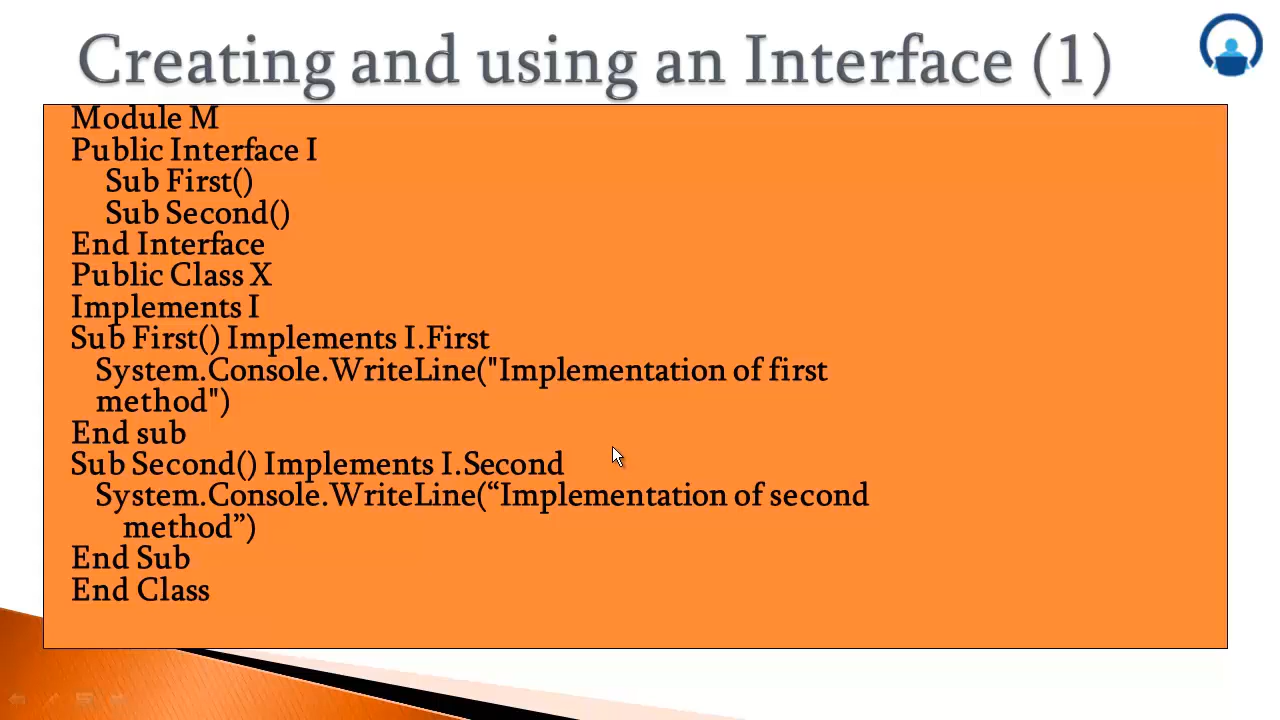 Creating and using an Interface (1)
Module M
Public Interface I
Sub First()
Sub Second()
End Interface
Public Class X
Implements I
Sub First() Implements I.First
System.Console.WriteLine("Implementation of first
method")
End sub
Sub Second() Implements I.Second
System.Console.WriteLine(“Implementation of second
method”)
End Sub
End Class